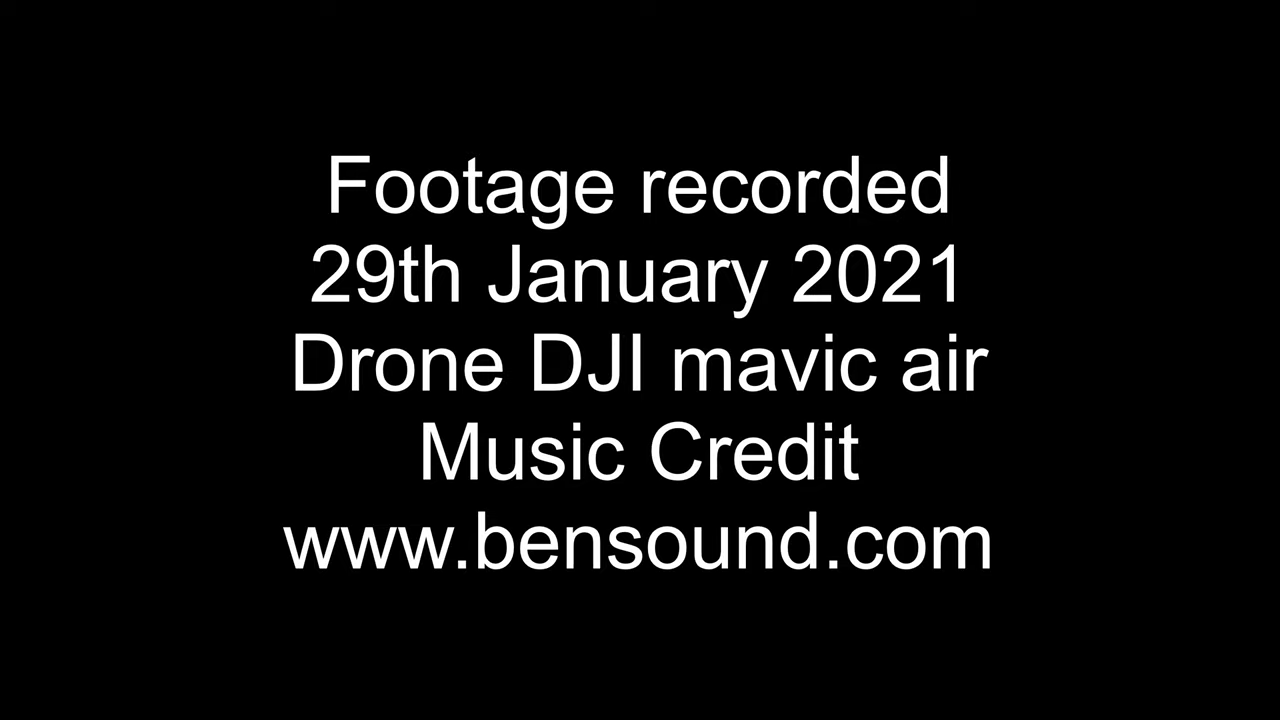 Footage recorded
29th January 2021
Drone DJI mavic air
Music Credit
www.bensound.com